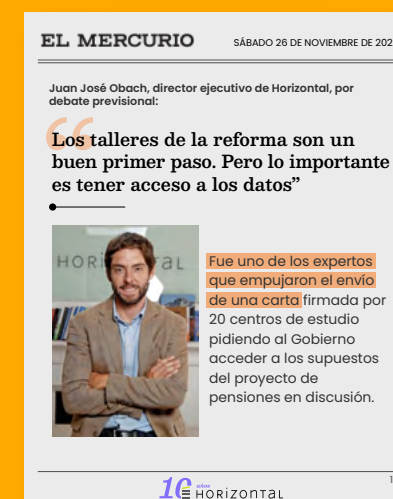 EL MERCURIO
SÁBADO 26 DE NOVIEMBRE DE 202
Juan José Obach, director ejecutivo de Horizontal, por
debate previsional:
“Los talleres de la reforma son un
buen primer paso. Pero lo importante
es tener acceso a los datos”
HORIZONTAL
Fue uno de los expertos
que empujaron el envío
de una carta firmada por
20 centros de estudio
pidiendo al Gobierno
acceder a los supuestos
del proyecto de
pensiones en discusión.
1
10 años HORIZONTAL